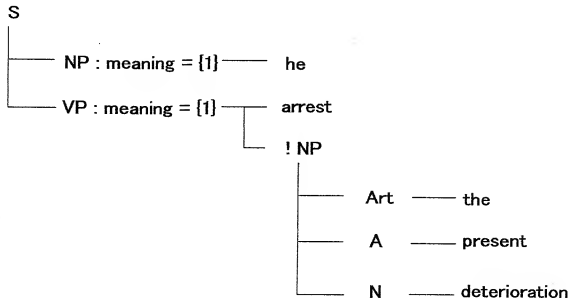 S
NP : meaning = {1} he
VP : meaning = {1} arrest
! NP
Art the
A present
N deterioration